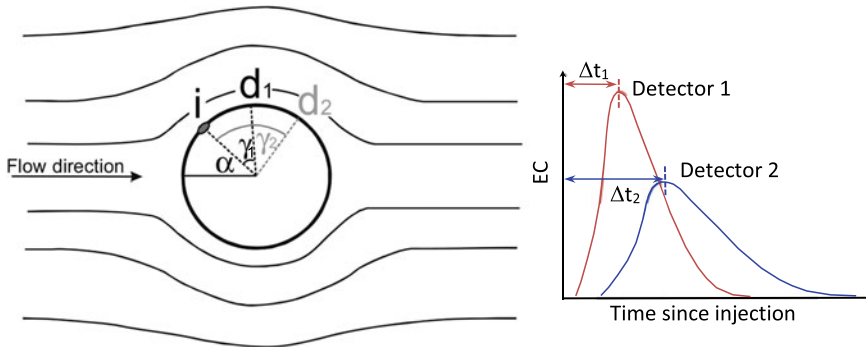 i
d₁
d₂
γ₁
γ₂
α
Flow direction
Δt₁
Detector 1
Detector 2
Δt₂
EC
Time since injection